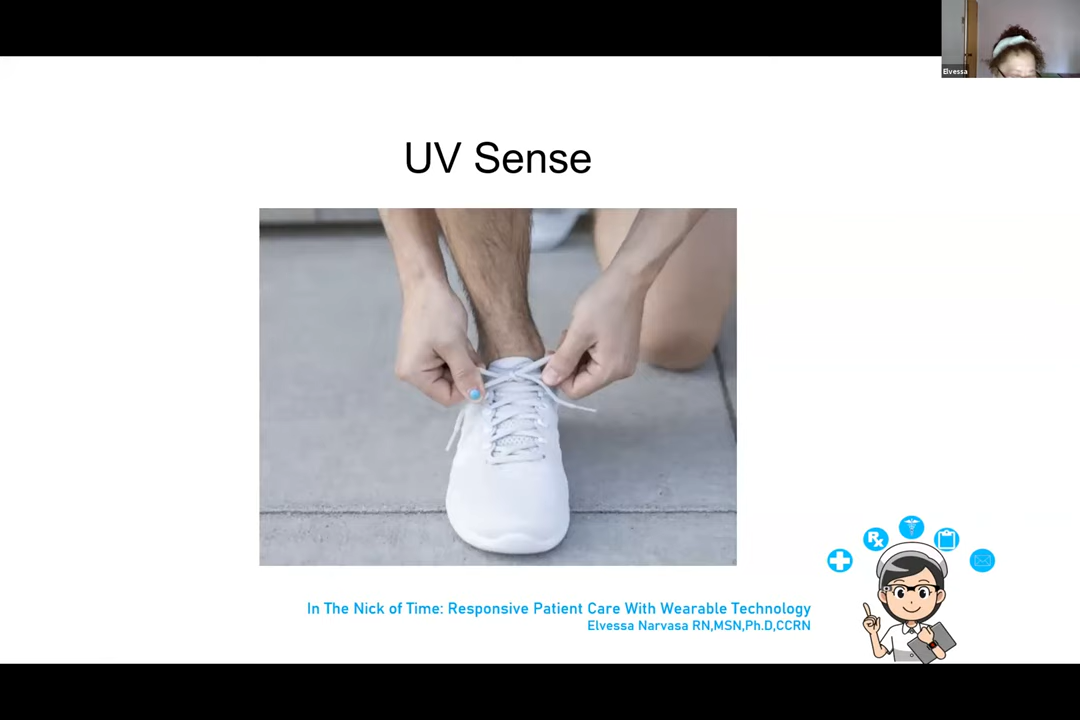 Elvessa
UV Sense
Rx
In The Nick of Time: Responsive Patient Care With Wearable Technology
Elvessa Narvasa RN,MSN,Ph.D,CCRN